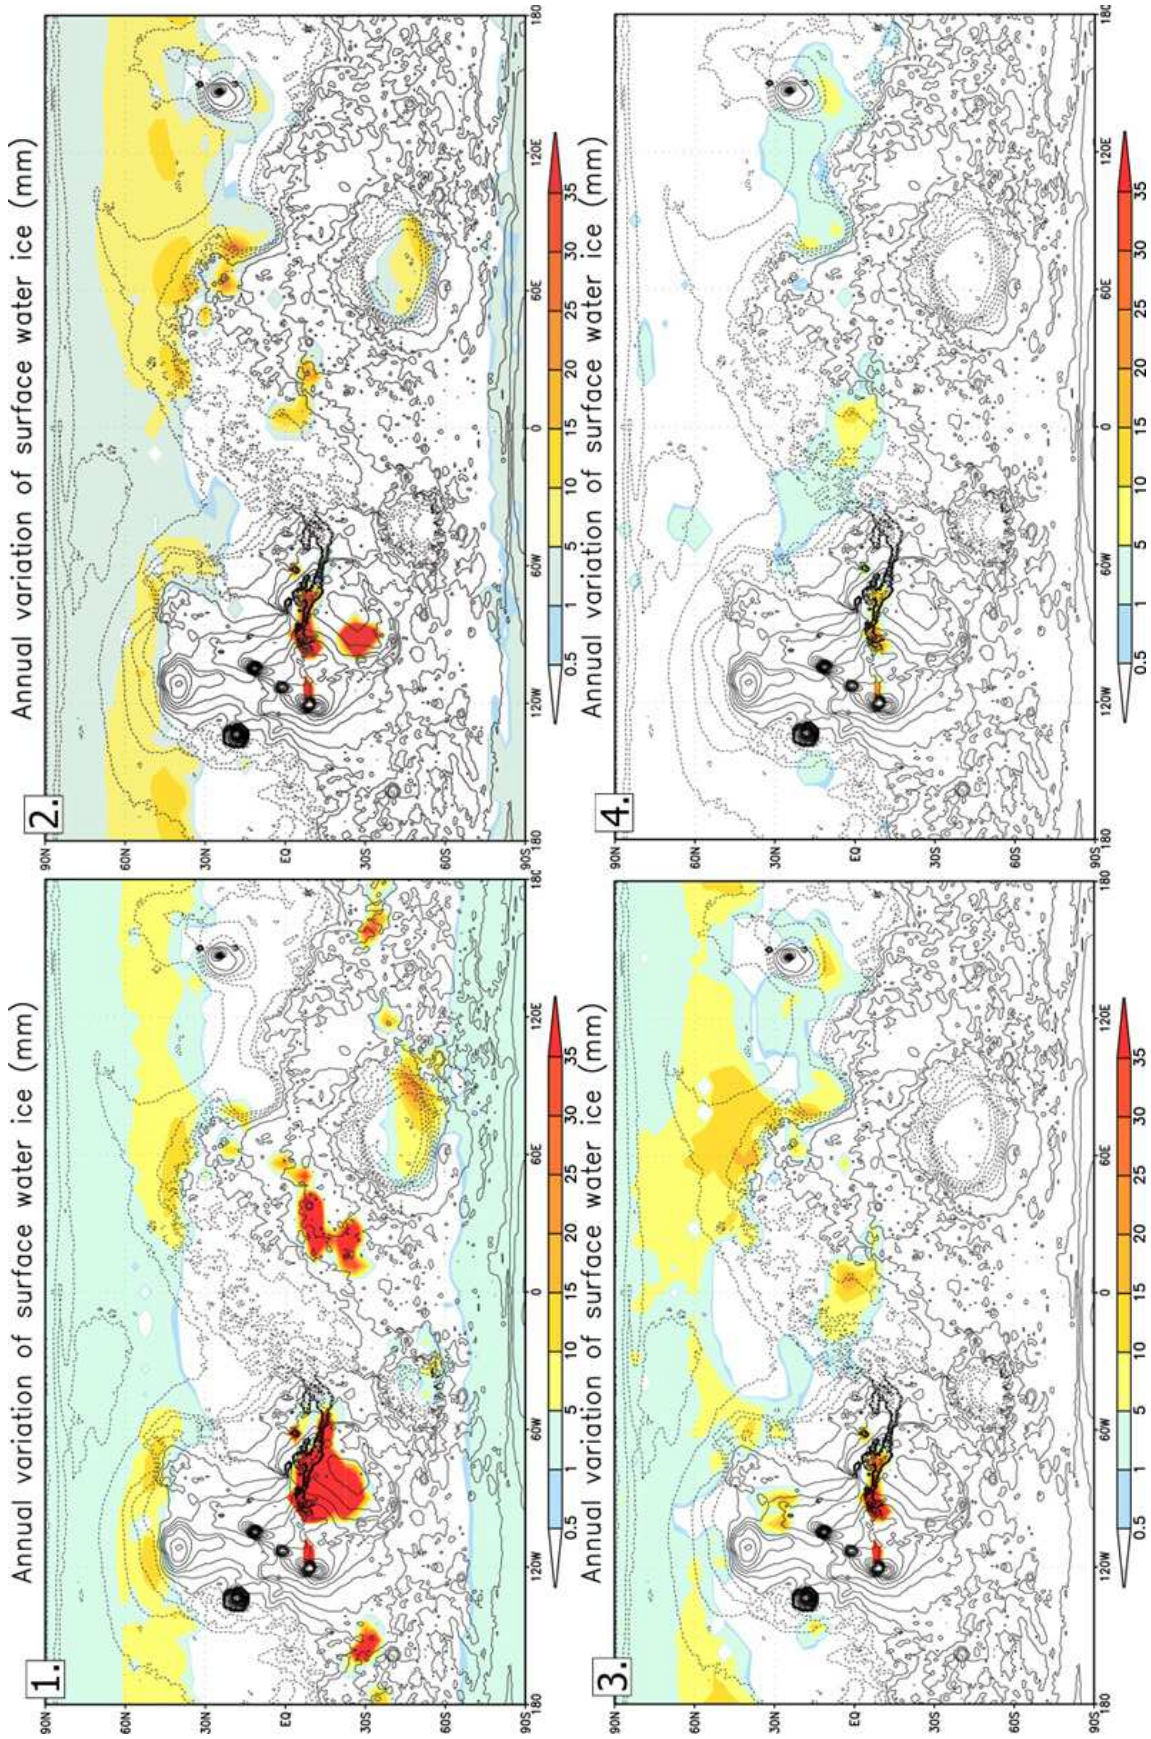 Annual variation of surface water ice (mm)
1.
90N
60N
30N
EQ
30S
60S
90S
180 120W 60W 0 60E 120E 180
0.5 1 5 10 15 20 25 30 35
Annual variation of surface water ice (mm)
2.
90N
60N
30N
EQ
30S
60S
90S
180 120W 60W 0 60E 120E 180
0.5 1 5 10 15 20 25 30 35
Annual variation of surface water ice (mm)
3.
90N
60N
30N
EQ
30S
60S
90S
180 120W 60W 0 60E 120E 180
0.5 1 5 10 15 20 25 30 35
Annual variation of surface water ice (mm)
4.
90N
60N
30N
EQ
30S
60S
90S
180 120W 60W 0 60E 120E 180
0.5 1 5 10 15 20 25 30 35